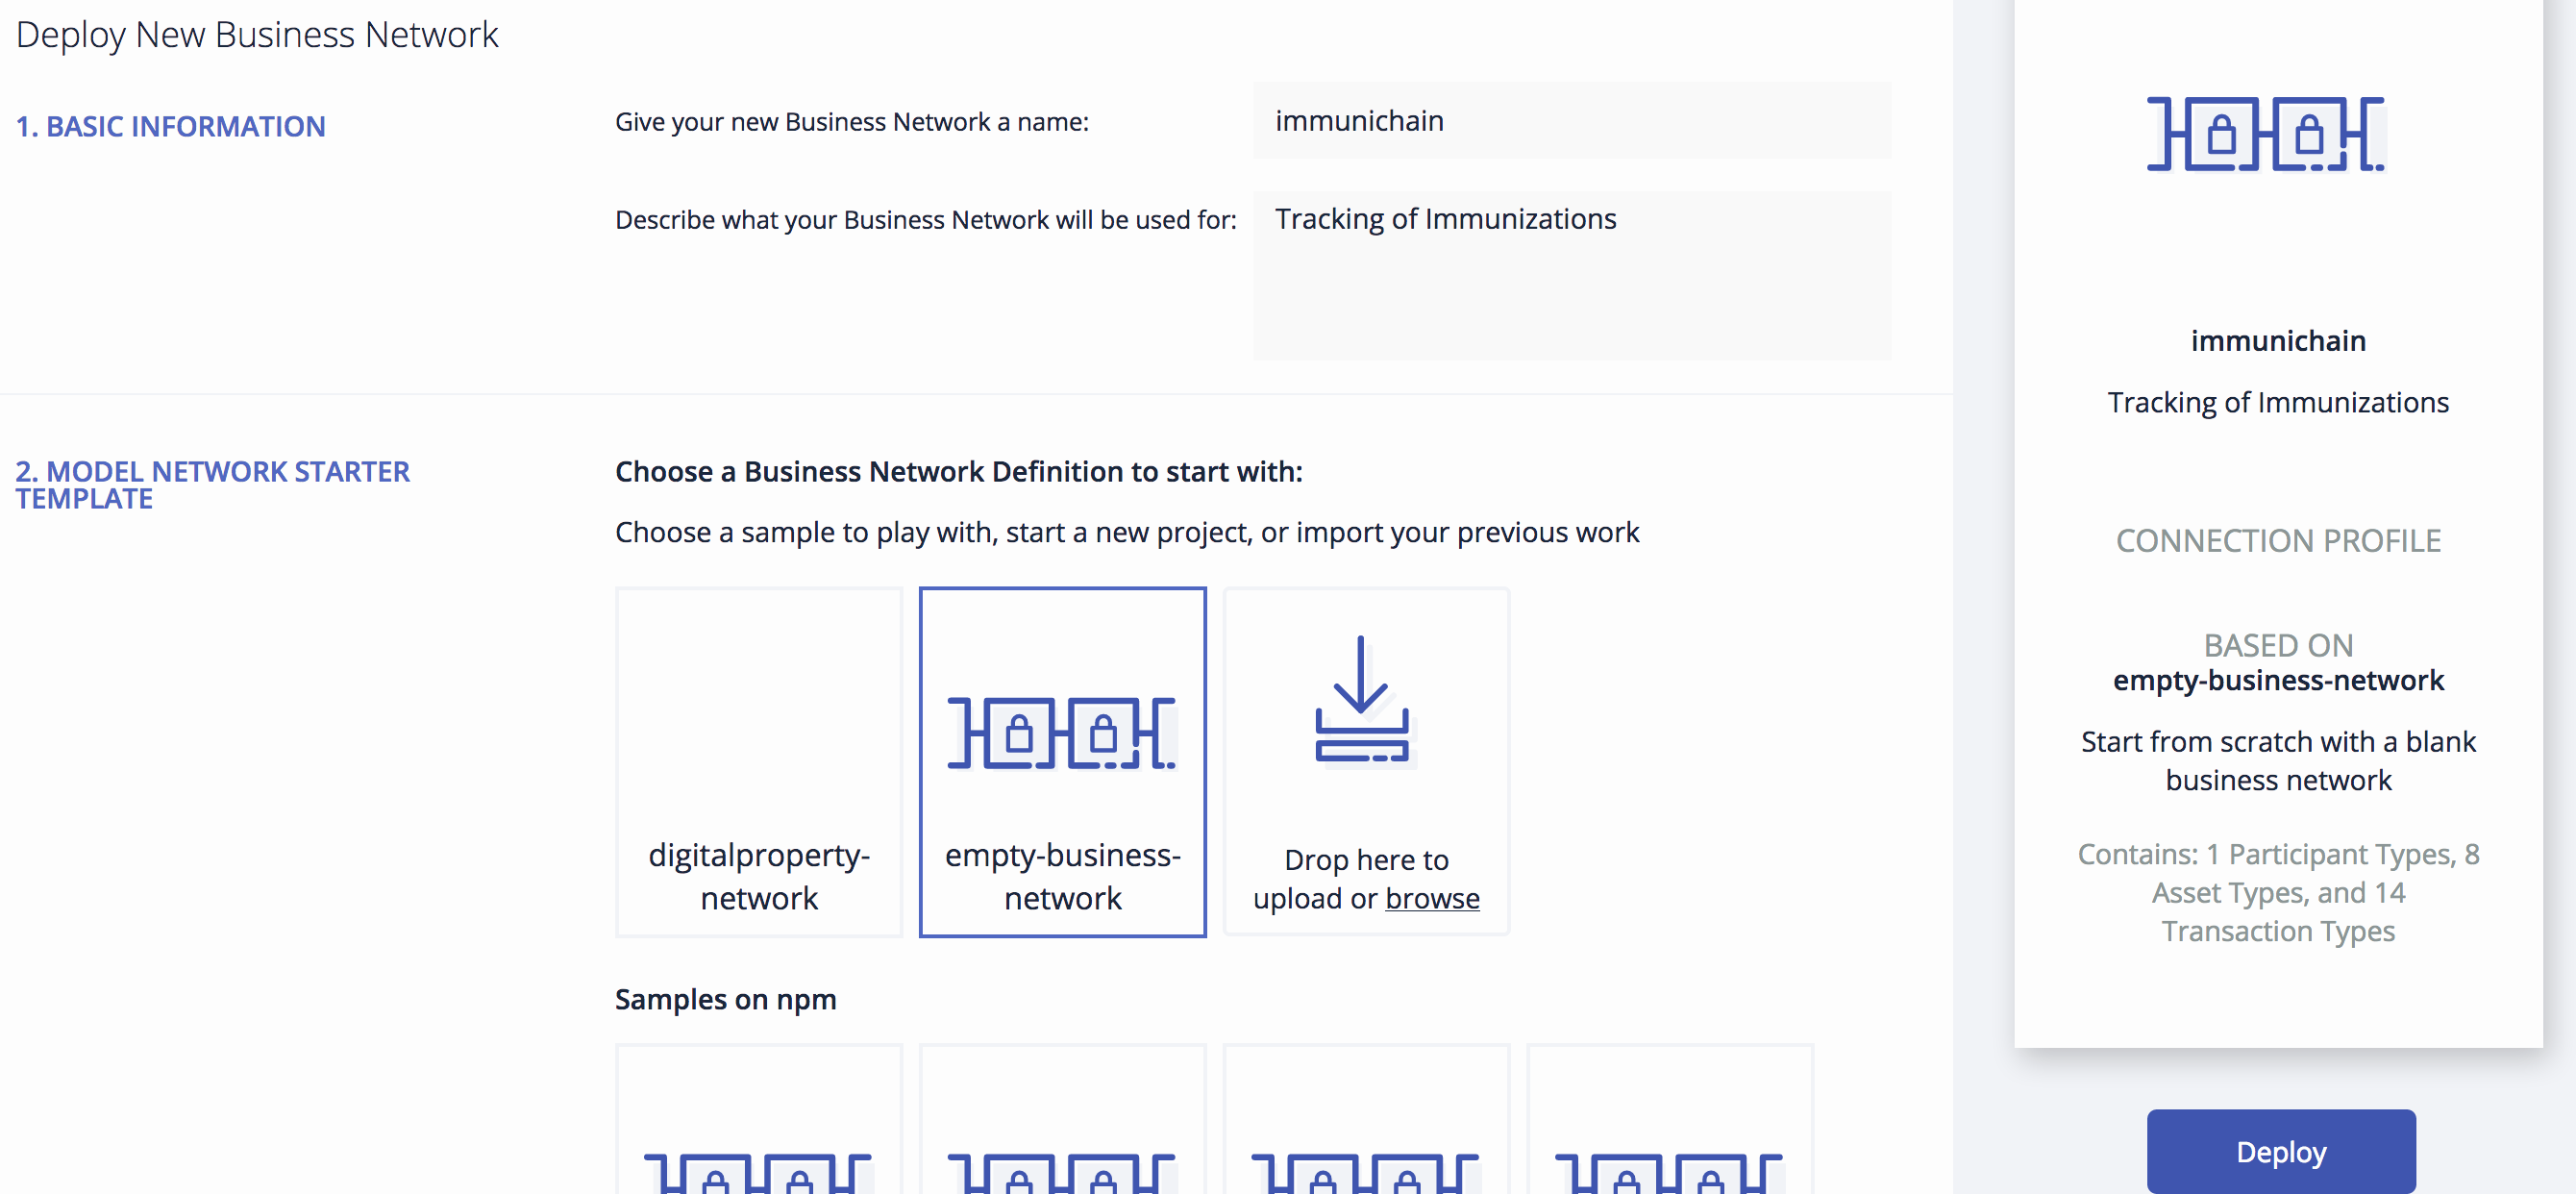 Deploy New Business Network
1. BASIC INFORMATION
Give your new Business Network a name:
immunichain
Describe what your Business Network will be used for:
Tracking of Immunizations
2. MODEL NETWORK STARTER
TEMPLATE
Choose a Business Network Definition to start with:
Choose a sample to play with, start a new project, or import your previous work
digitalproperty-
network
empty-business-
network
Drop here to
upload or browse
Samples on npm
immunichain
Tracking of Immunizations
CONNECTION PROFILE
BASED ON
empty-business-network
Start from scratch with a blank
business network
Contains: 1 Participant Types, 8
Asset Types, and 14
Transaction Types
Deploy